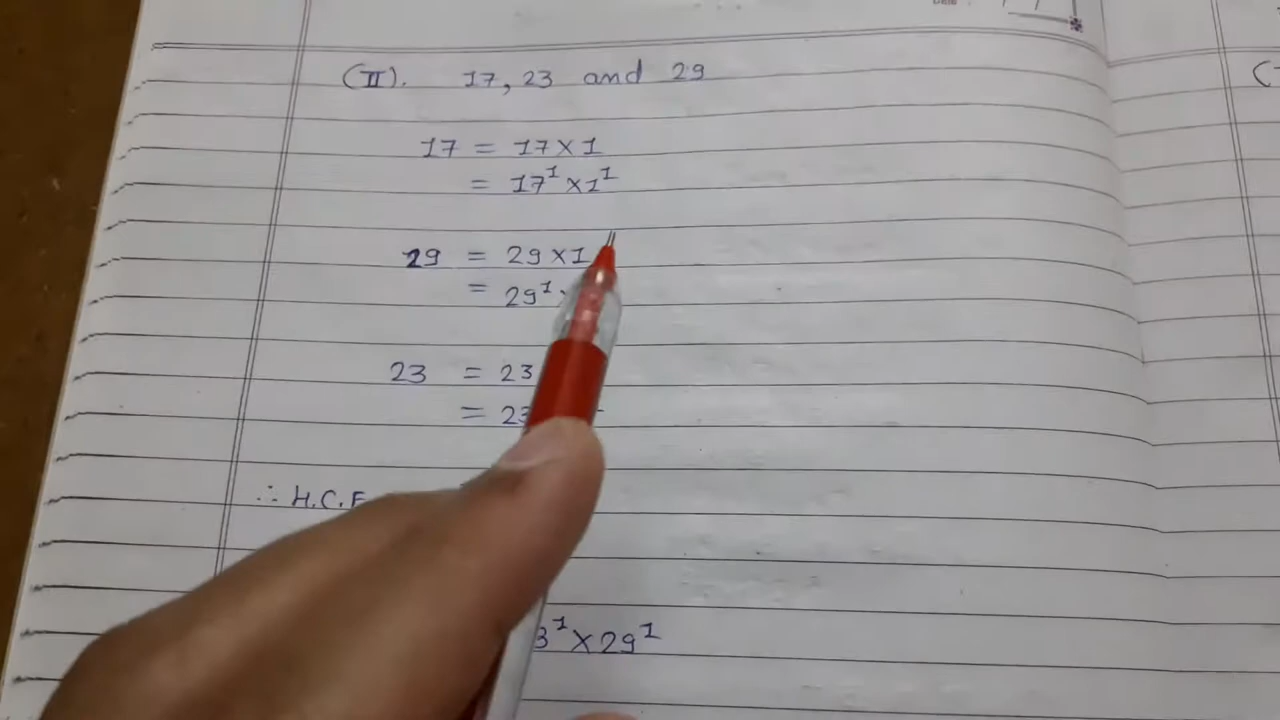 (II). 17, 23 and 29
17 = 17 × 1
= 17¹ × 1¹
29 = 29 × 1
= 29¹
23 = 23
= 23
∴ H.C.F
3¹ × 29¹